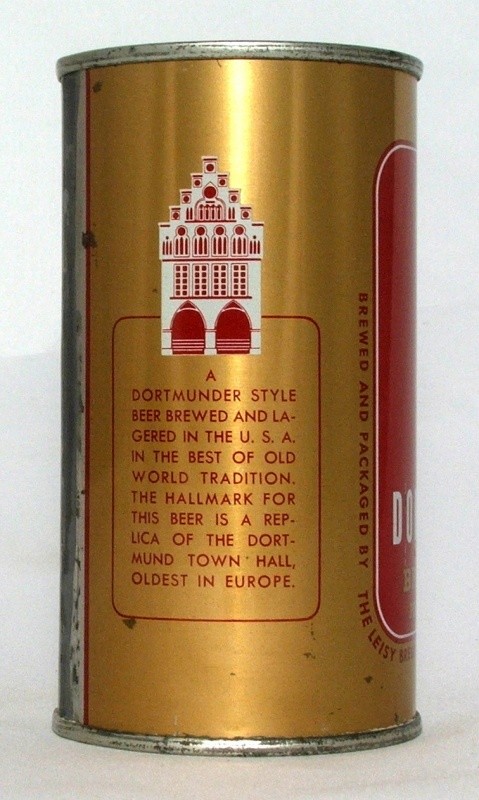 A
DORTMUNDER STYLE
BEER BREWED AND LA-
GERED IN THE U. S. A.
IN THE BEST OF OLD
WORLD TRADITION.
THE HALLMARK FOR
THIS BEER IS A REP-
LICA OF THE DORT-
MUND TOWN HALL,
OLDEST IN EUROPE.
BREWED AND PACKAGED BY THE LEISY
DO